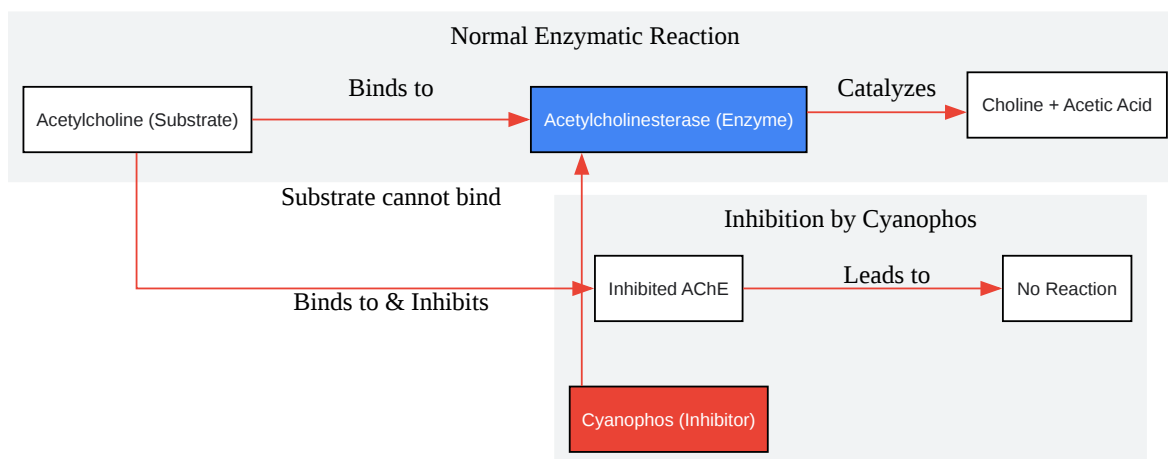 Normal Enzymatic Reaction
Binds to
Catalyzes
Acetylcholine (Substrate)
Acetylcholinesterase (Enzyme)
Choline + Acetic Acid
Substrate cannot bind
Inhibition by Cyanophos
Binds to & Inhibits
Inhibited AChE
Leads to
No Reaction
Cyanophos (Inhibitor)